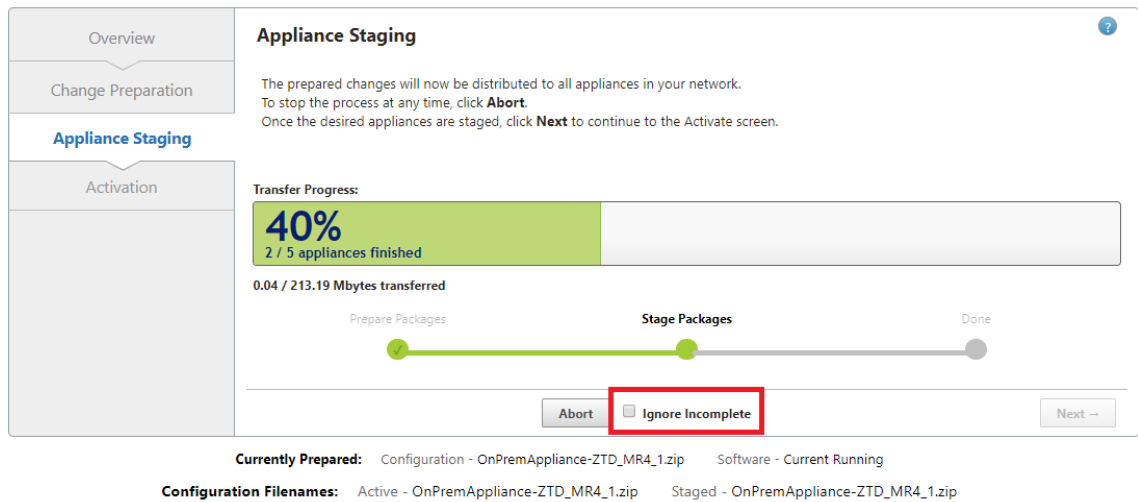 Overview
Change Preparation
Appliance Staging
Activation
Appliance Staging
?
The prepared changes will now be distributed to all appliances in your network.
To stop the process at any time, click Abort.
Once the desired appliances are staged, click Next to continue to the Activate screen.
Transfer Progress:
40%
2 / 5 appliances finished
0.04 / 213.19 Mbytes transferred
Prepare Packages Stage Packages Done
Abort Ignore Incomplete Next →
Currently Prepared: Configuration - OnPremAppliance-ZTD_MR4_1.zip Software - Current Running
Configuration Filenames: Active - OnPremAppliance-ZTD_MR4_1.zip Staged - OnPremAppliance-ZTD_MR4_1.zip